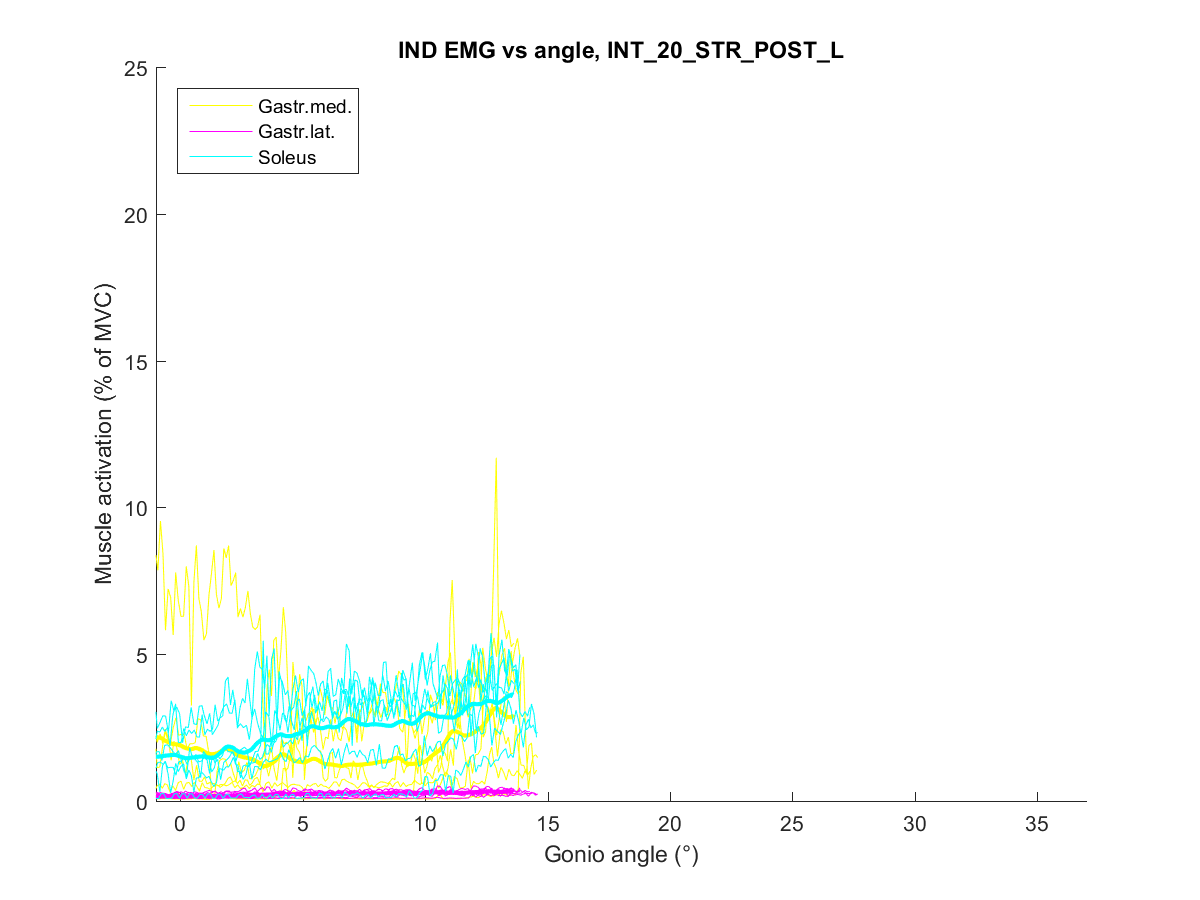 IND EMG vs angle, INT_20_STR_POST_L
25
20
15
10
5
0
Muscle activation (% of MVC)
Gastr.med.
Gastr.lat.
Soleus
0 5 10 15 20 25 30 35
Gonio angle (°)